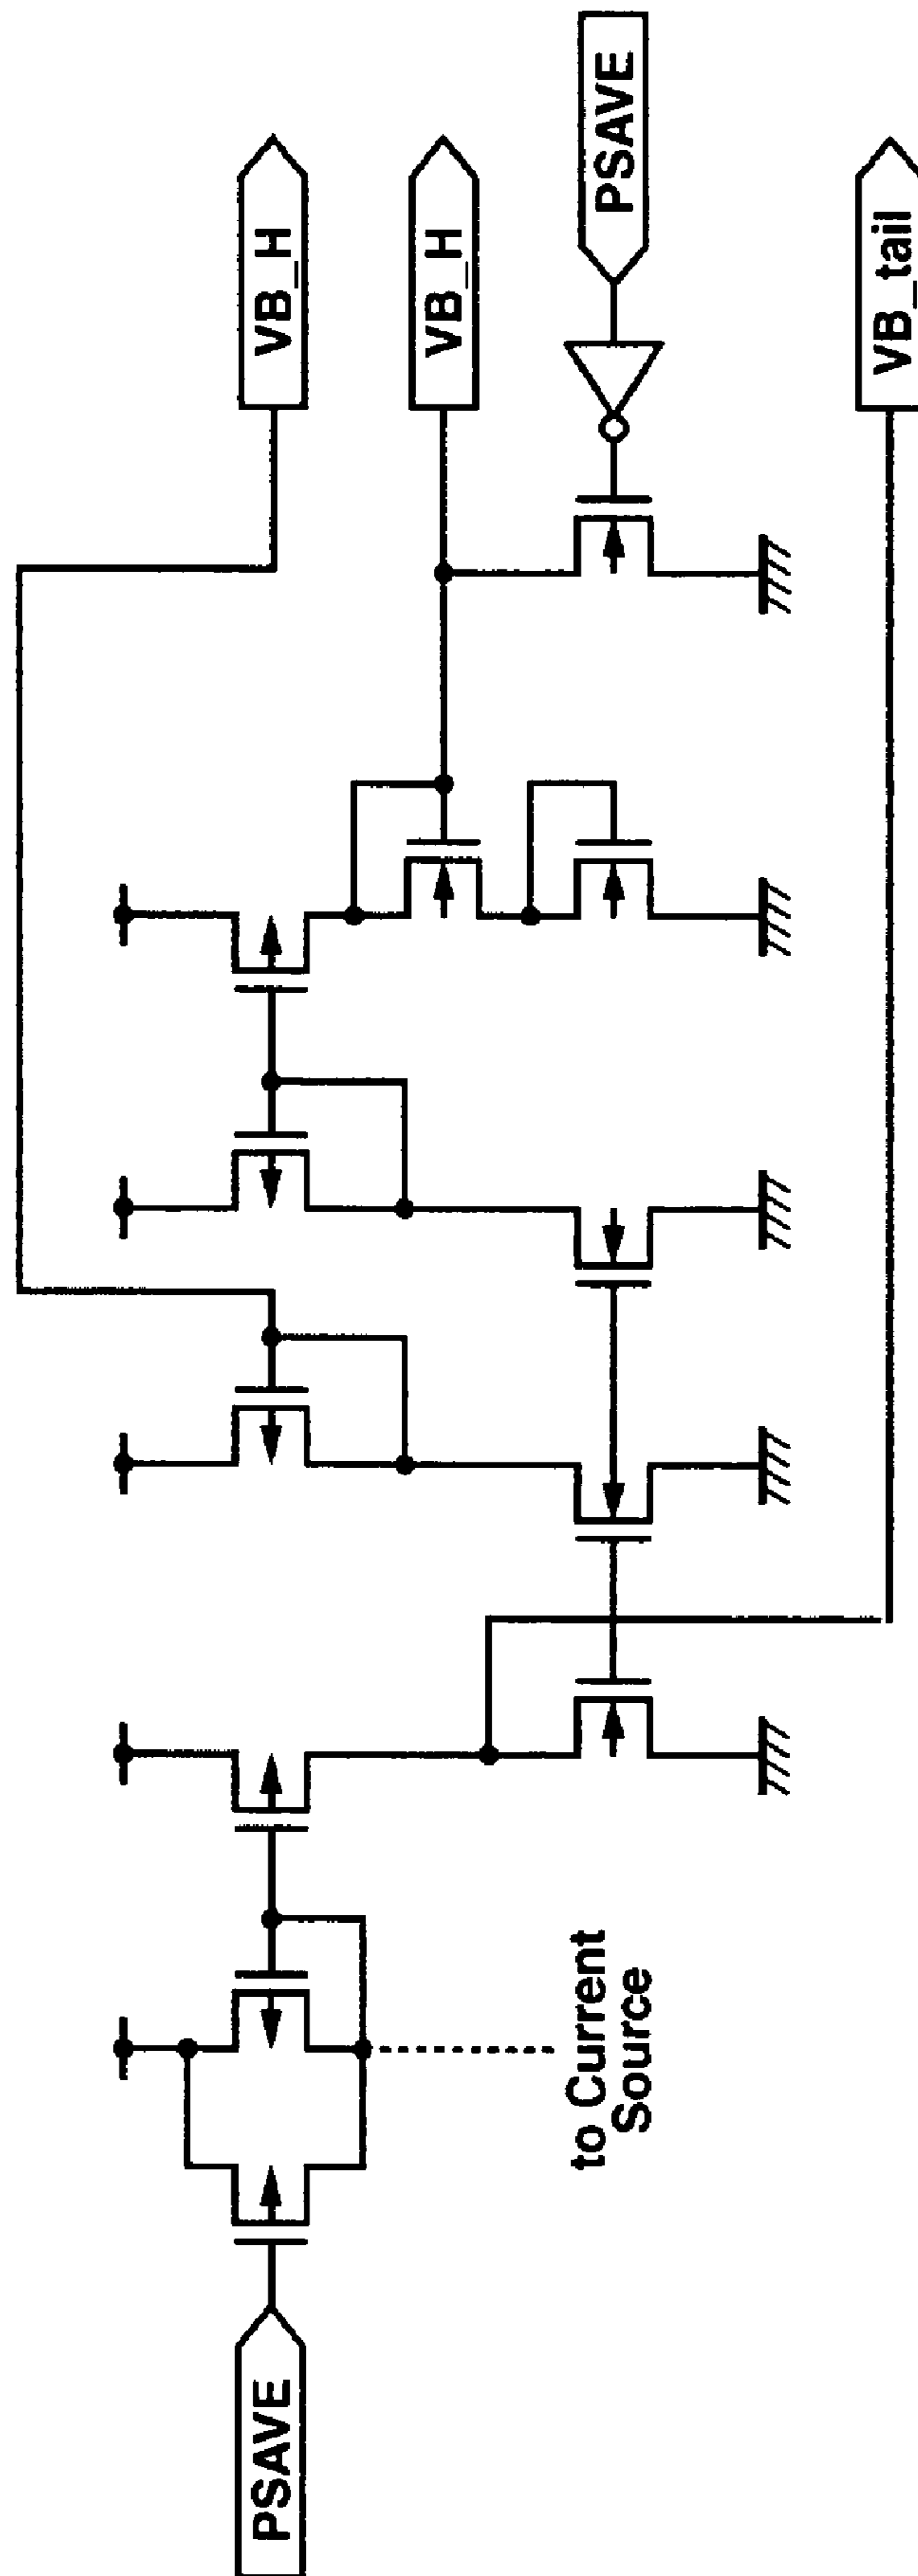 PSAVE
to Current
Source
VB_H
VB_H
PSAVE
VB_tail